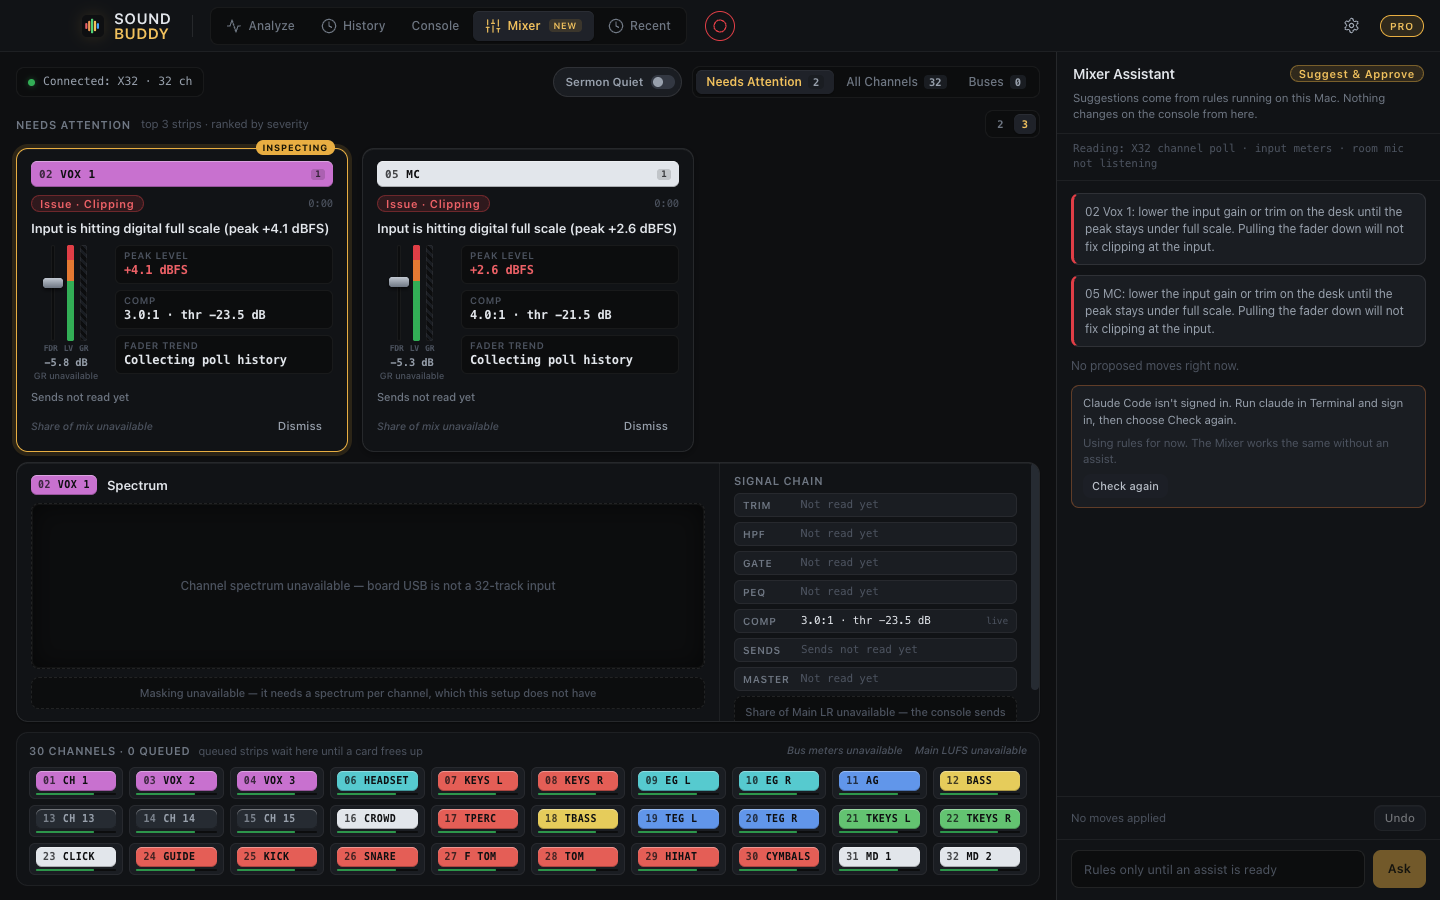 SOUND
BUDDY
Analyze
History
Console
Mixer NEW
Recent
PRO
Connected: X32 · 32 ch
Sermon Quiet
Needs Attention 2
All Channels 32
Buses 0
NEEDS ATTENTION top 3 strips · ranked by severity
2 3
INSPECTING
02 VOX 1 1
Issue · Clipping 0:00
Input is hitting digital full scale (peak +4.1 dBFS)
PEAK LEVEL
+4.1 dBFS
COMP
3.0:1 · thr −23.5 dB
FADER TREND
Collecting poll history
FDR LV GR
−5.8 dB
GR unavailable
Sends not read yet
Share of mix unavailable Dismiss
05 MC 1
Issue · Clipping 0:00
Input is hitting digital full scale (peak +2.6 dBFS)
PEAK LEVEL
+2.6 dBFS
COMP
4.0:1 · thr −21.5 dB
FADER TREND
Collecting poll history
FDR LV GR
−5.3 dB
GR unavailable
Sends not read yet
Share of mix unavailable Dismiss
02 VOX 1 Spectrum
Channel spectrum unavailable — board USB is not a 32-track input
Masking unavailable — it needs a spectrum per channel, which this setup does not have
SIGNAL CHAIN
TRIM Not read yet
HPF Not read yet
GATE Not read yet
PEQ Not read yet
COMP 3.0:1 · thr −23.5 dB live
SENDS Sends not read yet
MASTER Not read yet
Share of Main LR unavailable — the console sends
30 CHANNELS · 0 QUEUED queued strips wait here until a card frees up
Bus meters unavailable Main LUFS unavailable
01 CH 1 03 VOX 2 04 VOX 3 06 HEADSET 07 KEYS L 08 KEYS R 09 EG L 10 EG R 11 AG 12 BASS
13 CH 13 14 CH 14 15 CH 15 16 CROWD 17 TPERC 18 TBASS 19 TEG L 20 TEG R 21 TKEYS L 22 TKEYS R
23 CLICK 24 GUIDE 25 KICK 26 SNARE 27 F TOM 28 TOM 29 HIHAT 30 CYMBALS 31 MD 1 32 MD 2
Mixer Assistant Suggest & Approve
Suggestions come from rules running on this Mac. Nothing
changes on the console from here.
Reading: X32 channel poll · input meters · room mic
not listening
02 Vox 1: lower the input gain or trim on the desk until the
peak stays under full scale. Pulling the fader down will not
fix clipping at the input.
05 MC: lower the input gain or trim on the desk until the
peak stays under full scale. Pulling the fader down will not
fix clipping at the input.
No proposed moves right now.
Claude Code isn't signed in. Run claude in Terminal and sign
in, then choose Check again.
Using rules for now. The Mixer works the same without an
assist.
Check again
No moves applied Undo
Rules only until an assist is ready Ask